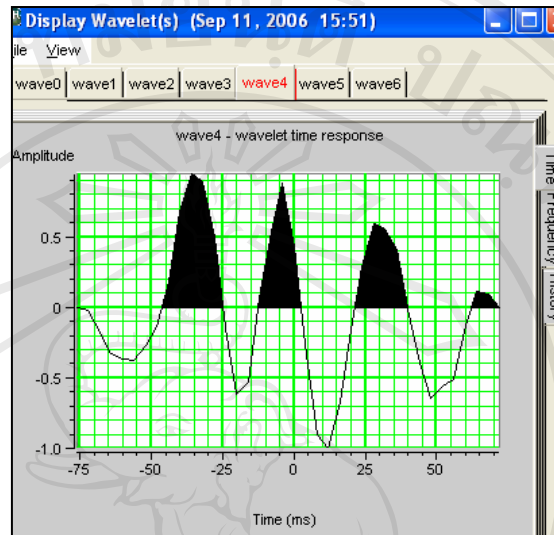 Display Wavelet(s) (Sep 11, 2006 15:51)
ile View
wave0 wave1 wave2 wave3 wave4 wave5 wave6
wave4 - wavelet time response
Amplitude
0.5
0
-0.5
-1.0
-75 -50 -25 0 25 50
Time (ms)
Time
Frequency
History